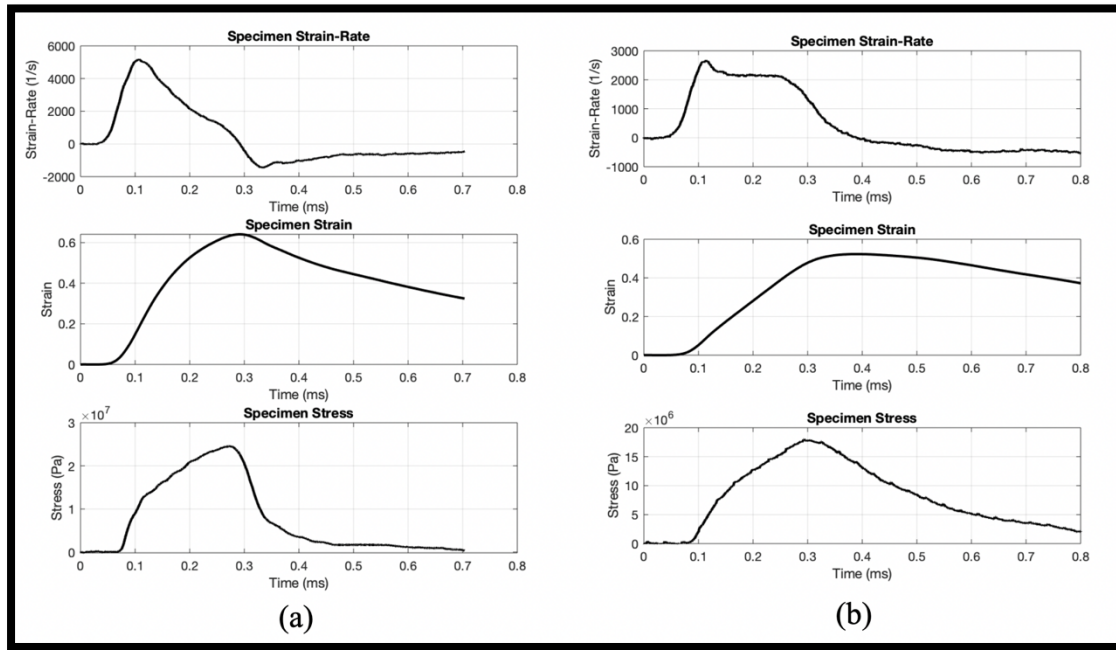 Specimen Strain-Rate
6000
4000
2000
0
-2000
Strain-Rate (1/s)
0 0.1 0.2 0.3 0.4 0.5 0.6 0.7 0.8
Time (ms)
Specimen Strain
0.6
0.4
0.2
0
Strain
0 0.1 0.2 0.3 0.4 0.5 0.6 0.7 0.8
Time (ms)
Specimen Stress
×10⁷
3
2
1
0
Stress (Pa)
0 0.1 0.2 0.3 0.4 0.5 0.6 0.7 0.8
Time (ms)
(a)
Specimen Strain-Rate
3000
2000
1000
0
-1000
Strain-Rate (1/s)
0 0.1 0.2 0.3 0.4 0.5 0.6 0.7 0.8
Time (ms)
Specimen Strain
0.6
0.4
0.2
0
Strain
0 0.1 0.2 0.3 0.4 0.5 0.6 0.7 0.8
Time (ms)
Specimen Stress
×10⁶
20
15
10
5
0
Stress (Pa)
0 0.1 0.2 0.3 0.4 0.5 0.6 0.7 0.8
Time (ms)
(b)